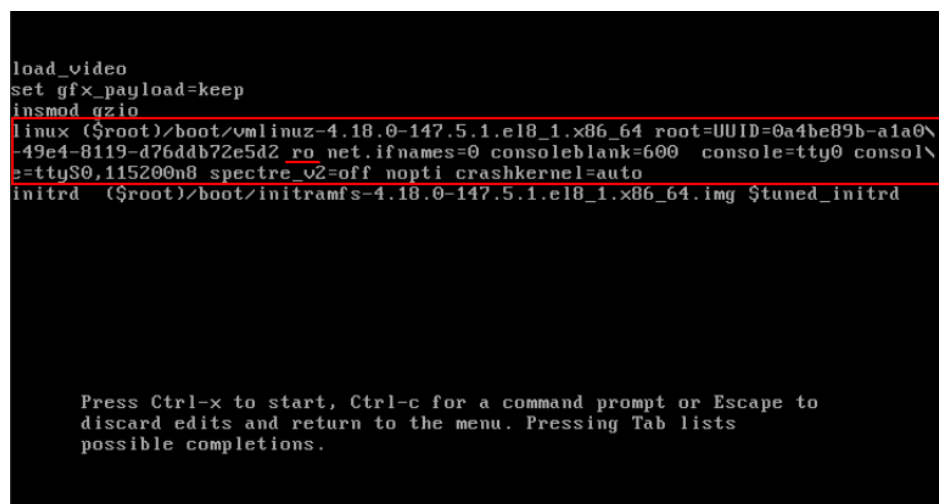 load_video
set gfx_payload=keep
insmod gzio
linux ($root)/boot/vmlinuz-4.18.0-147.5.1.el8_1.x86_64 root=UUID=0a4be89b-a1a0\
-49e4-8119-d76ddb72e5d2 ro net.ifnames=0 consoleblank=600  console=tty0 consol\
e=ttyS0,115200n8 spectre_v2=off nopti crashkernel=auto
initrd  ($root)/boot/initramfs-4.18.0-147.5.1.el8_1.x86_64.img $tuned_initrd
Press Ctrl-x to start, Ctrl-c for a command prompt or Escape to
discard edits and return to the menu. Pressing Tab lists
possible completions.